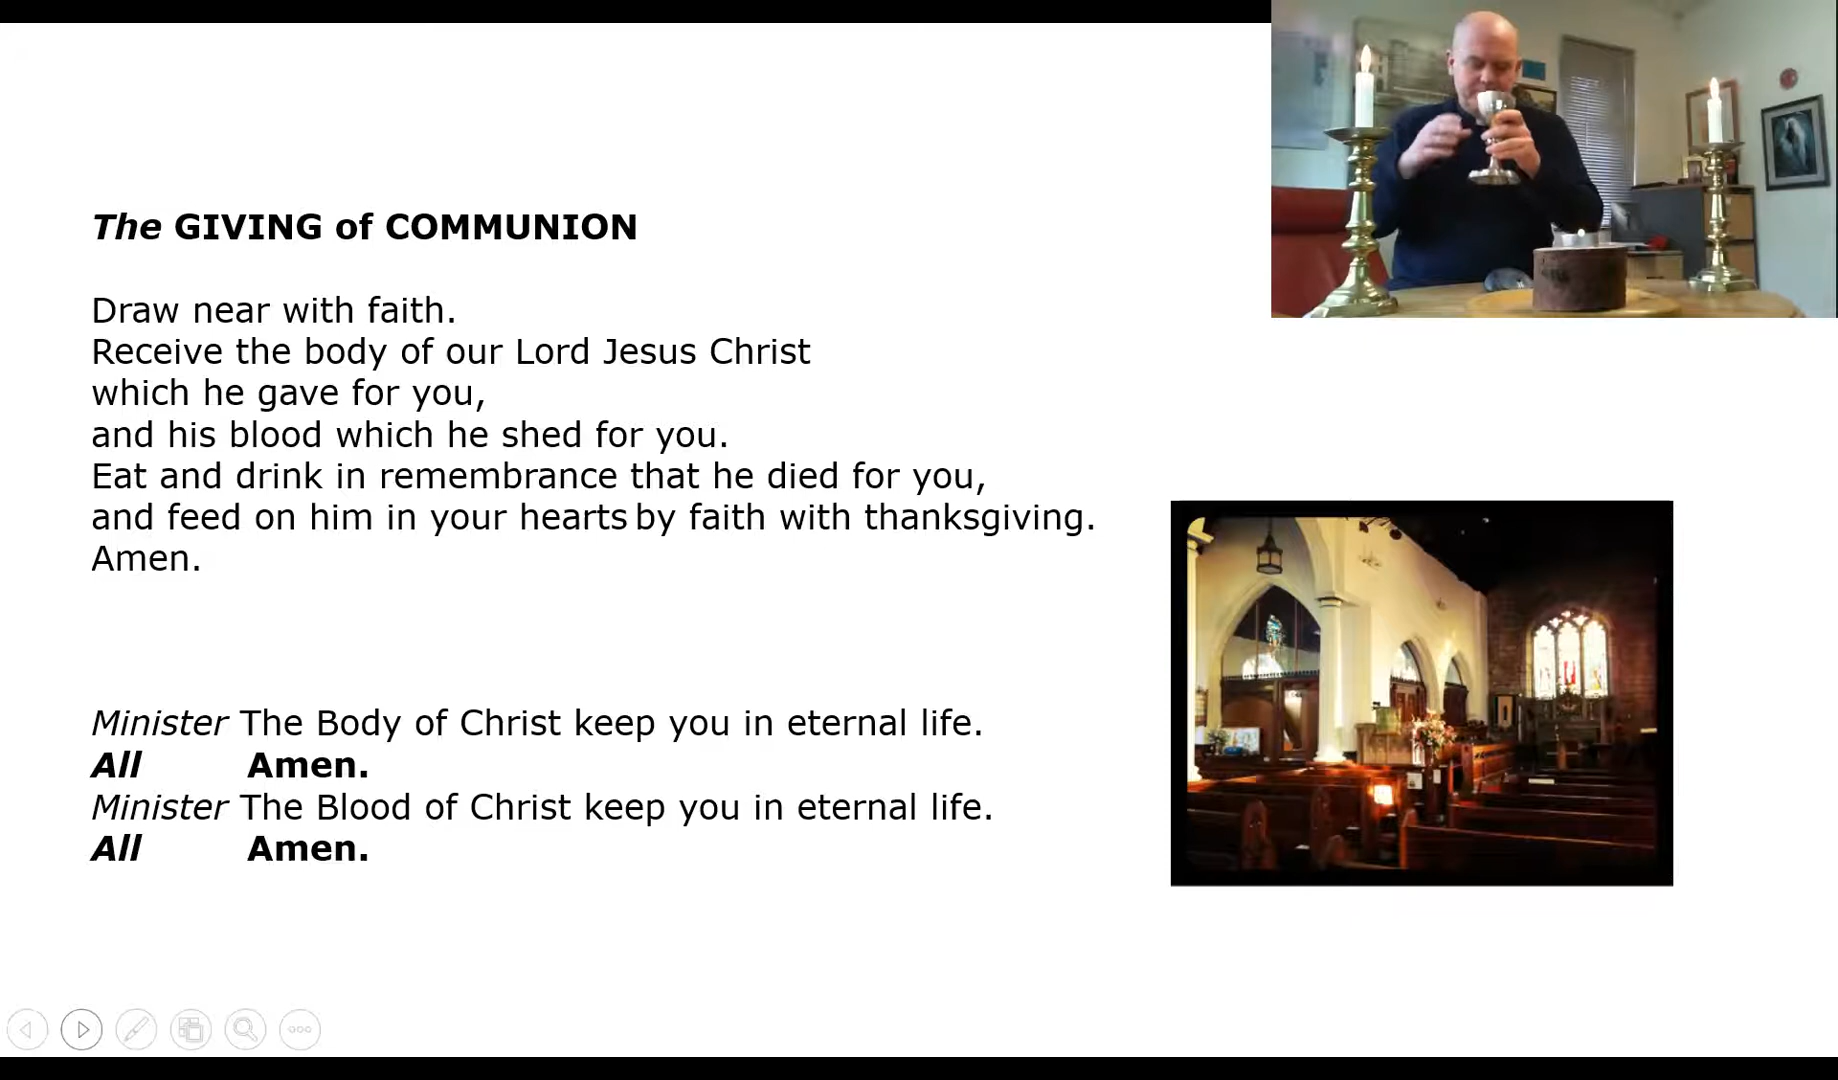 The GIVING of COMMUNION
Draw near with faith.
Receive the body of our Lord Jesus Christ
which he gave for you,
and his blood which he shed for you.
Eat and drink in remembrance that he died for you,
and feed on him in your hearts by faith with thanksgiving.
Amen.
Minister The Body of Christ keep you in eternal life.
All Amen.
Minister The Blood of Christ keep you in eternal life.
All Amen.